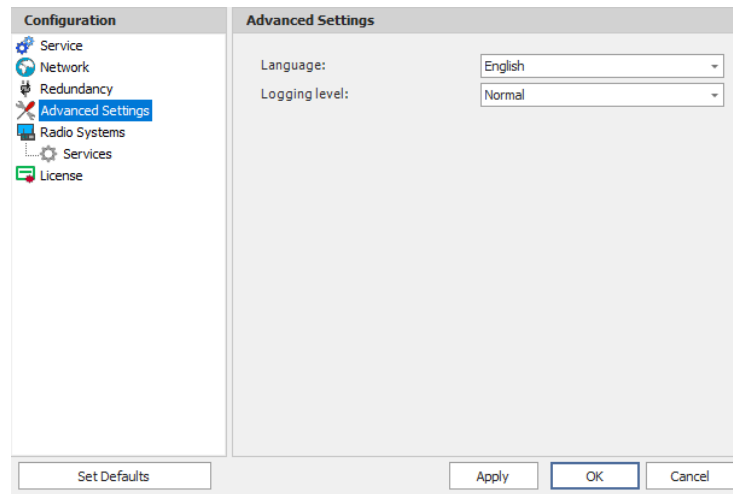 Configuration
Service
Network
Redundancy
Advanced Settings
Radio Systems
Services
License
Advanced Settings
Language: English
Logging level: Normal
Set Defaults Apply OK Cancel